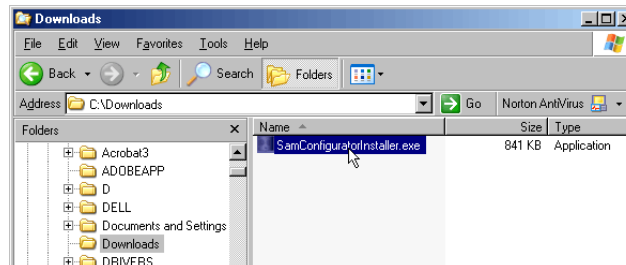 Downloads
File Edit View Favorites Tools Help
Back Search Folders
Address C:\Downloads Go Norton AntiVirus
Folders x Name Size Type
Acrobat3 SamConfiguratorInstaller.exe 841 KB Application
ADOBEAPP
D
DELL
Documents and Settings
Downloads
DRIVERS